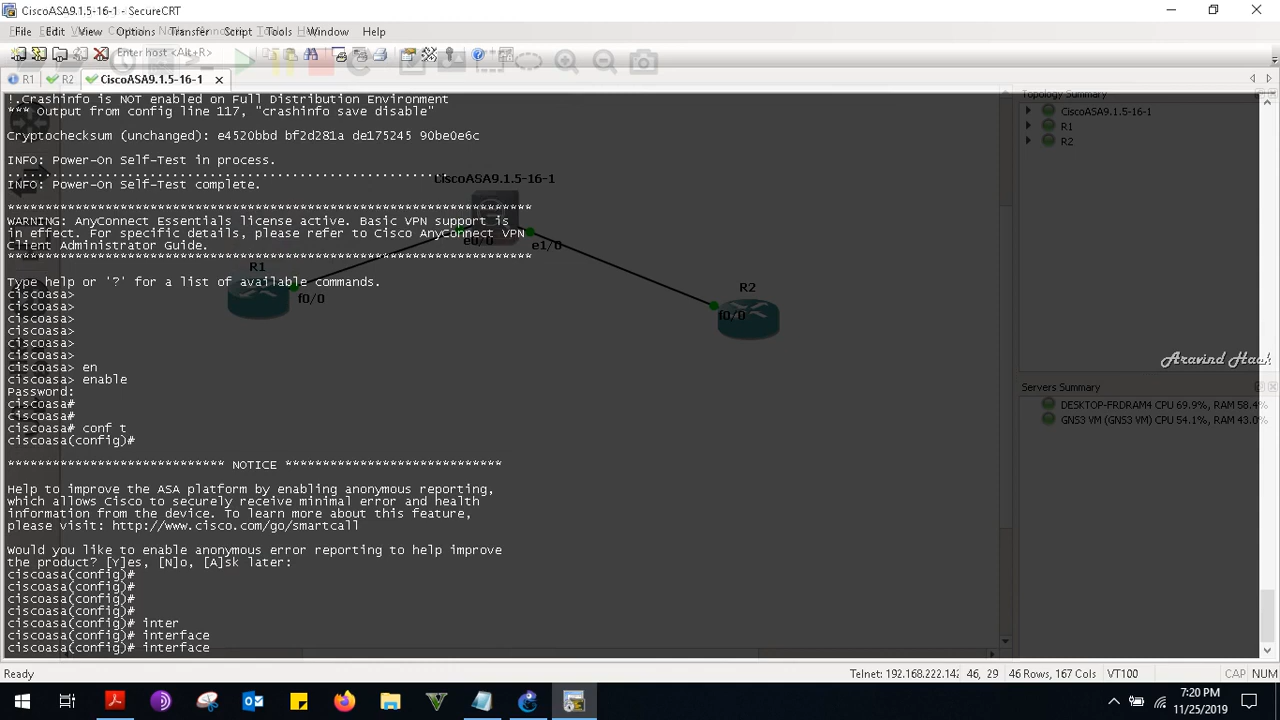 CiscoASA9.1.5-16-1 - SecureCRT
File Edit View Options Transfer Script Tools Window Help
Enter host <Alt+R>
R1 R2 CiscoASA9.1.5-16-1
!.Crashinfo is NOT enabled on Full Distribution Environment
*** Output from config line 117, "crashinfo save disable"
Cryptochecksum (unchanged): e4520bbd bf2d281a de175245 90be0e6c
INFO: Power-On Self-Test in process.
.......................................................
INFO: Power-On Self-Test complete.
**********************************************************************
WARNING: AnyConnect Essentials license active. Basic VPN support is
in effect. For specific details, please refer to Cisco AnyConnect VPN
Client Administrator Guide.
**********************************************************************
Type help or '?' for a list of available commands.
ciscoasa>
ciscoasa>
ciscoasa>
ciscoasa>
ciscoasa>
ciscoasa>
ciscoasa> en
ciscoasa> enable
Password:
ciscoasa#
ciscoasa#
ciscoasa# conf t
ciscoasa(config)#
***************************** NOTICE *****************************
Help to improve the ASA platform by enabling anonymous reporting,
which allows Cisco to securely receive minimal error and health
information from the device. To learn more about this feature,
please visit: http://www.cisco.com/go/smartcall
Would you like to enable anonymous error reporting to help improve
the product? [Y]es, [N]o, [A]sk later:
ciscoasa(config)#
ciscoasa(config)#
ciscoasa(config)#
ciscoasa(config)#
ciscoasa(config)# inter
ciscoasa(config)# interface
ciscoasa(config)# interface
CiscoASA9.1.5-16-1
e0/0
e1/0
R1
f0/0
R2
f0/0
Topology Summary
CiscoASA9.1.5-16-1
R1
R2
Aravind Haak
Servers Summary
DESKTOP-FRDRAM4 CPU 69.9%, RAM 58.4%
GNS3 VM (GNS3 VM) CPU 54.1%, RAM 43.0%
Ready
Telnet: 192.168.222.142 46, 29 46 Rows, 167 Cols VT100 CAP NUM
7:20 PM
11/25/2019